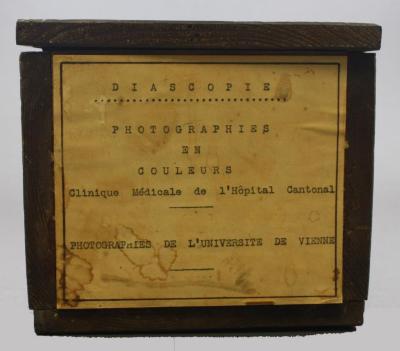 DIASCOPIE
PHOTOGRAPHIES
EN
COULEURS
Clinique Médicale de l'Hôpital Cantonal
PHOTOGRAPHIES DE L'UNIVERSITE DE VIENNE